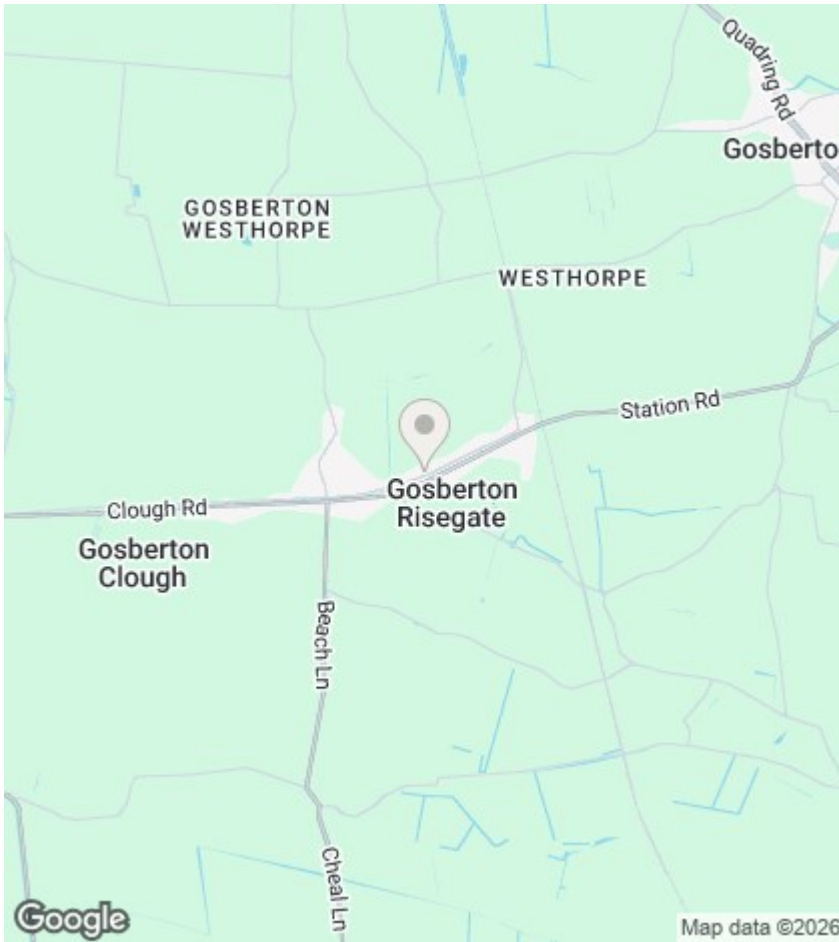 Quadring Rd
Gosberto
GOSBERTON
WESTHORPE
WESTHORPE
Station Rd
Gosberton
Risegate
Clough Rd
Gosberton
Clough
Beach Ln
Cheal Ln
Google
Map data ©2026